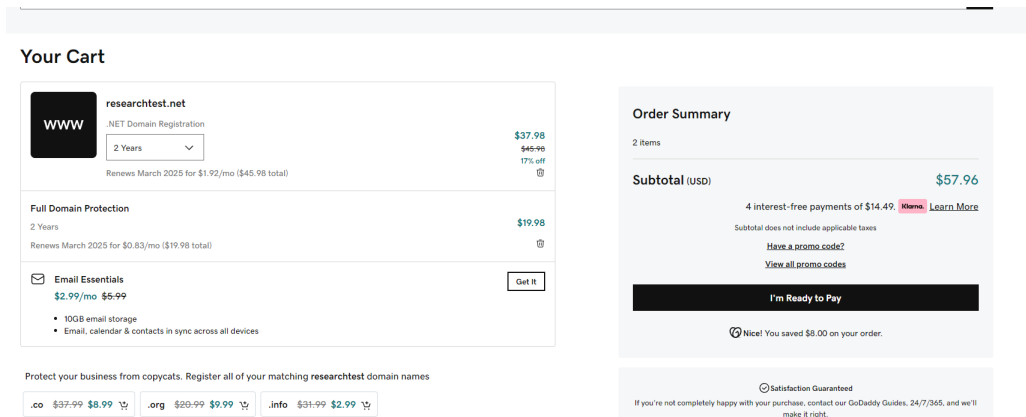 Your Cart
www
researchtest.net
.NET Domain Registration
2 Years
Renews March 2025 for $1.92/mo ($45.98 total)
$37.98
$45.98
17% off
Full Domain Protection
2 Years
Renews March 2025 for $0.83/mo ($19.98 total)
$19.98
Email Essentials
$2.99/mo $5.99
• 10GB email storage
• Email, calendar & contacts in sync across all devices
Get It
Protect your business from copycats. Register all of your matching researchtest domain names
.co $37.99 $8.99
.org $20.99 $9.99
.info $31.99 $2.99
Order Summary
2 items
Subtotal (USD) $57.96
4 interest-free payments of $14.49. Klarna. Learn More
Subtotal does not include applicable taxes
Have a promo code?
View all promo codes
I'm Ready to Pay
Nice! You saved $8.00 on your order.
Satisfaction Guaranteed
If you're not completely happy with your purchase, contact our GoDaddy Guides, 24/7/365, and we'll
make it right.